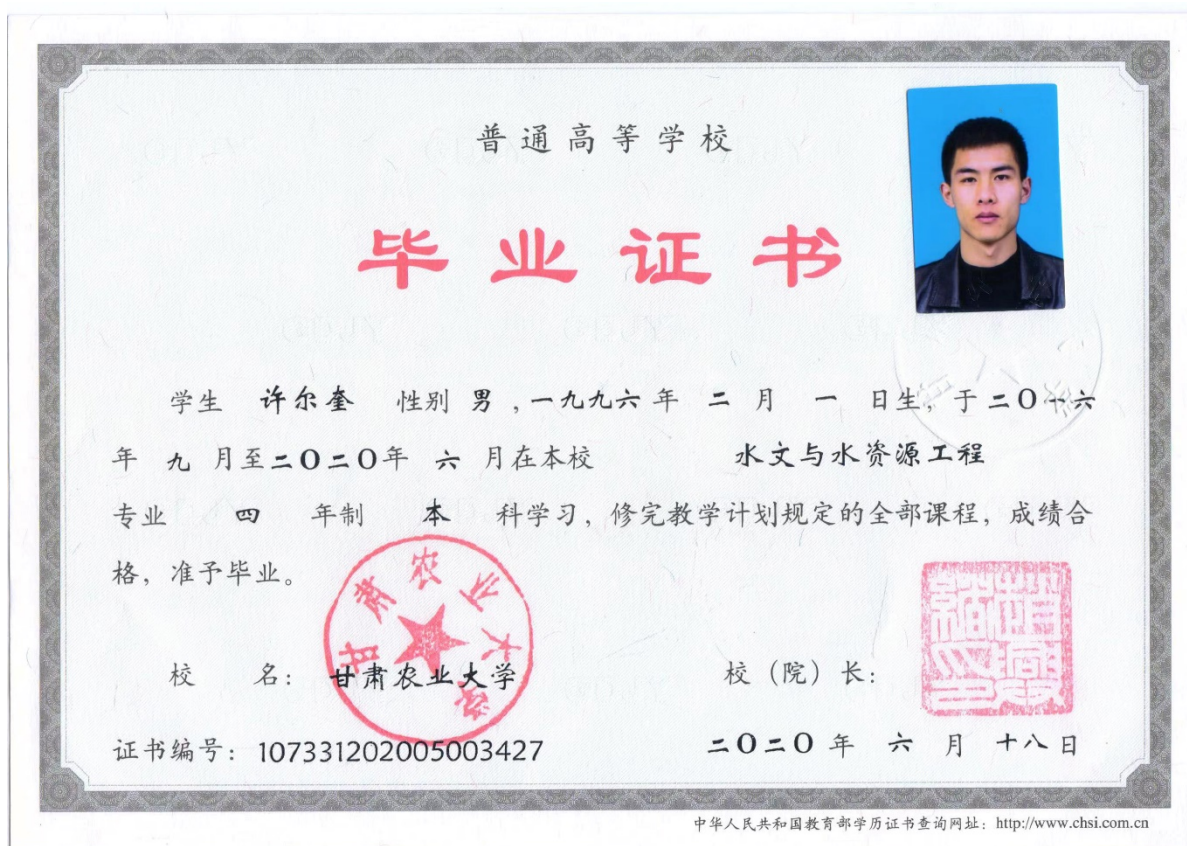 普通高等学校
毕业证书
学生 许尔奎 性别 男，一九九六年 二 月 一 日生，于二〇一六
年 九 月至二〇二〇年 六 月在本校 水文与水资源工程
专业 四 年制 本 科学习，修完教学计划规定的全部课程，成绩合
格，准予毕业。
甘肃农业大学
校 名：甘肃农业大学 校（院）长：
证书编号：107331202005003427 二〇二〇 年 六 月 十八 日
中华人民共和国教育部学历证书查询网址：http://www.chsi.com.cn